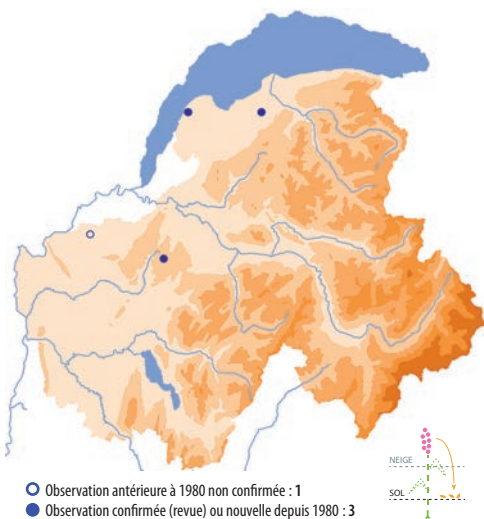 NEIGE
SOL
Observation antérieure à 1980 non confirmée : 1
Observation confirmée (revue) ou nouvelle depuis 1980 : 3